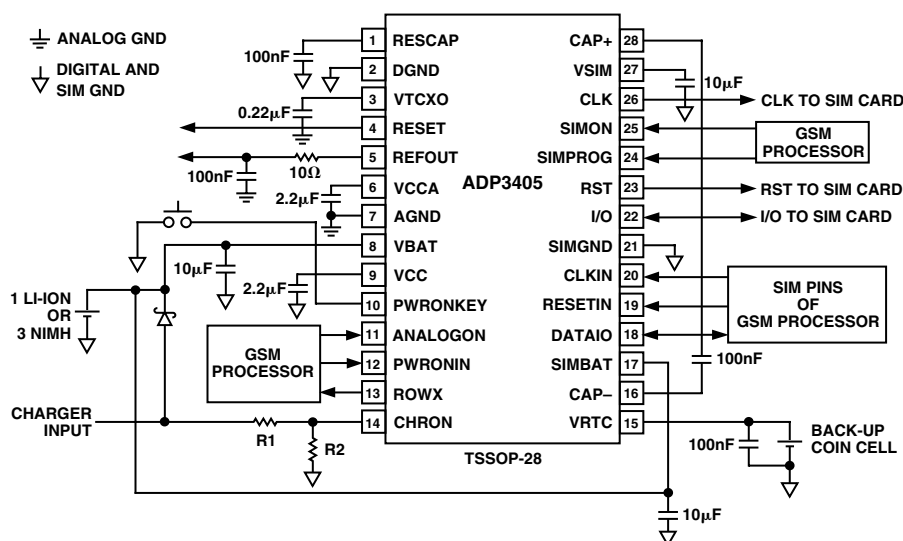 ANALOG GND
DIGITAL AND
SIM GND
100nF
1 RESCAP
2 DGND
0.22µF
3 VTCXO
4 RESET
5 REFOUT
10Ω
100nF
2.2µF
6 VCCA
7 AGND
8 VBAT
10µF
2.2µF
9 VCC
10 PWRONKEY
1 LI-ION
OR
3 NIMH
11 ANALOGON
GSM
PROCESSOR
12 PWRONIN
13 ROWX
CHARGER
INPUT
14 CHRON
R1
R2
ADP3405
TSSOP-28
CAP+ 28
VSIM 27
10µF
CLK 26
CLK TO SIM CARD
SIMON 25
GSM
PROCESSOR
SIMPROG 24
RST 23
RST TO SIM CARD
I/O 22
I/O TO SIM CARD
SIMGND 21
CLKIN 20
SIM PINS
OF
GSM PROCESSOR
RESETIN 19
DATAIO 18
SIMBAT 17
100nF
CAP– 16
VRTC 15
100nF
BACK-UP
COIN CELL
10µF